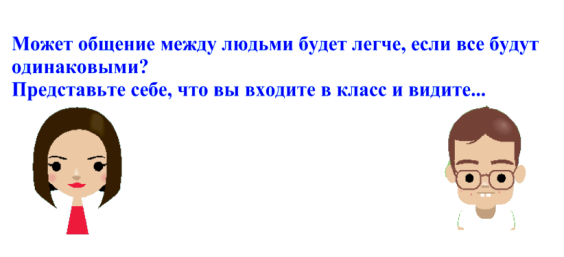 Может общение между людьми будет легче, если все будут
одинаковыми?
Представьте себе, что вы входите в класс и видите...